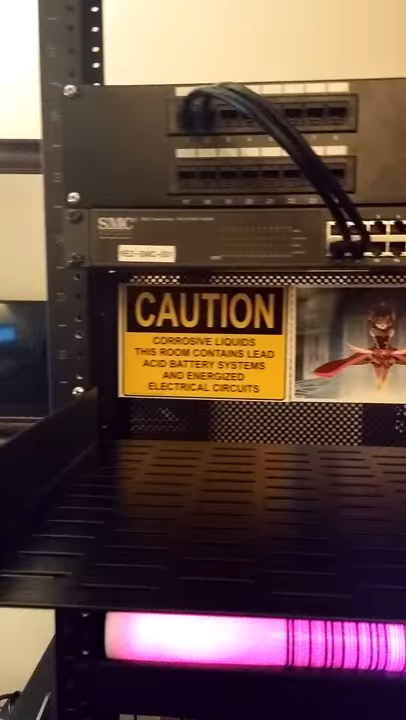 SMC
CAUTION
CORROSIVE LIQUIDS
THIS ROOM CONTAINS LEAD
ACID BATTERY SYSTEMS
AND ENERGIZED
ELECTRICAL CIRCUITS